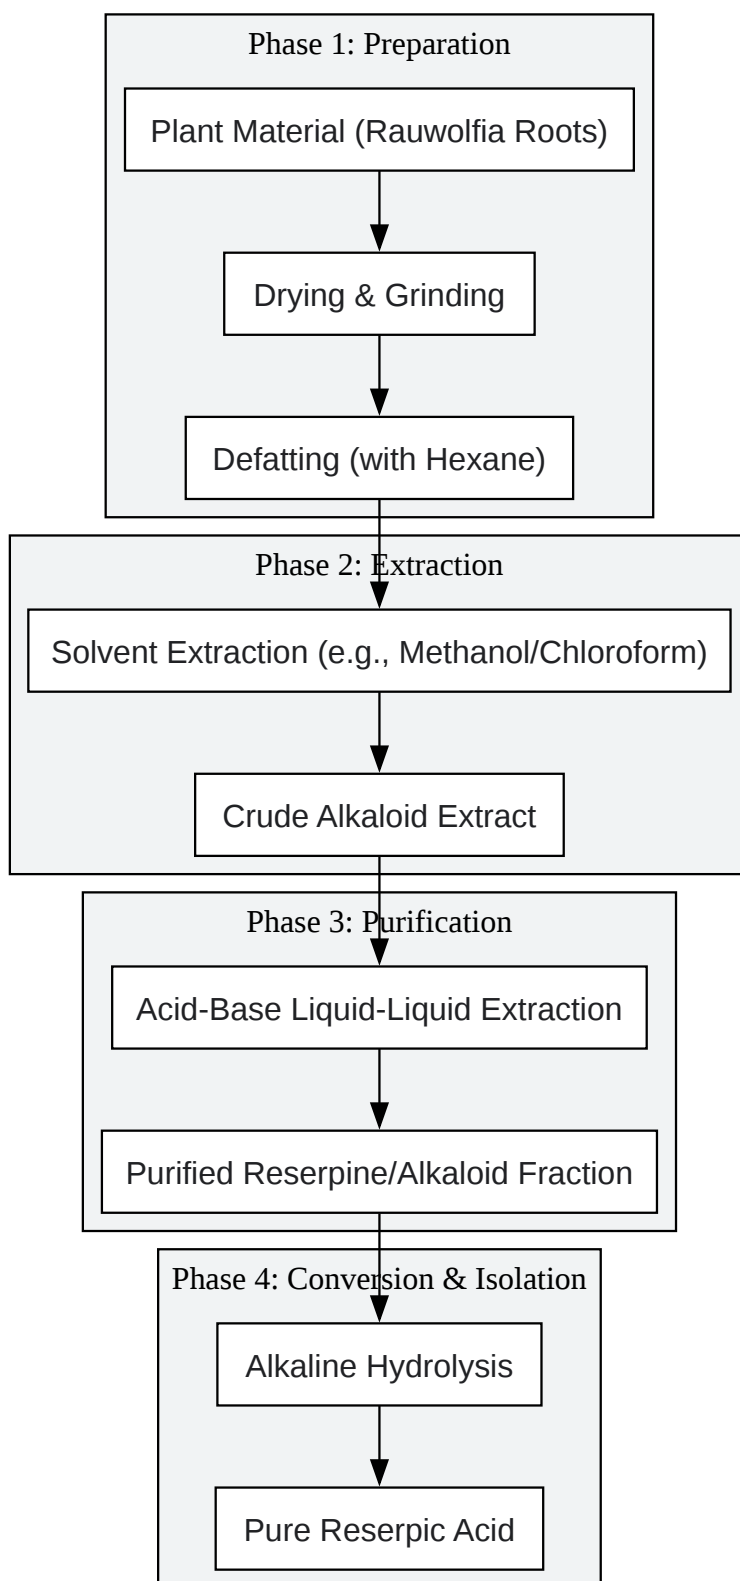 Phase 1: Preparation
Plant Material (Rauwolfia Roots)
Drying & Grinding
Defatting (with Hexane)
Phase 2: Extraction
Solvent Extraction (e.g., Methanol/Chloroform)
Crude Alkaloid Extract
Phase 3: Purification
Acid-Base Liquid-Liquid Extraction
Purified Reserpine/Alkaloid Fraction
Phase 4: Conversion & Isolation
Alkaline Hydrolysis
Pure Reserpic Acid